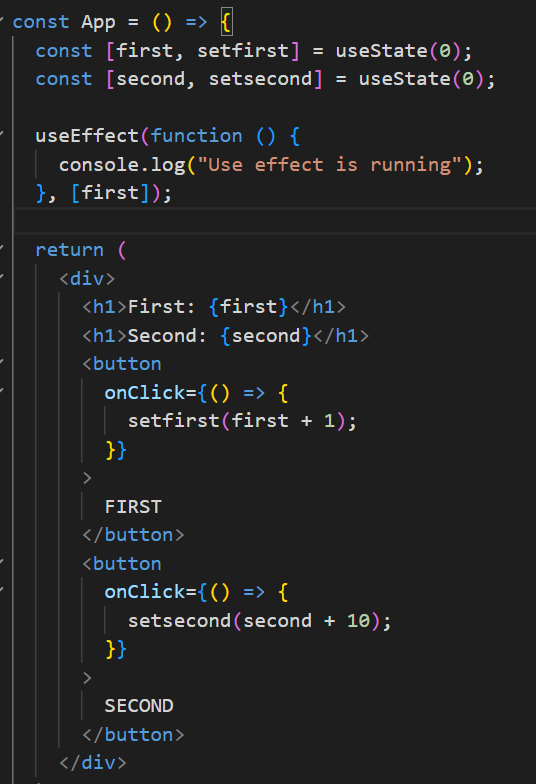 const App = () => {
  const [first, setfirst] = useState(0);
  const [second, setsecond] = useState(0);

  useEffect(function () {
    console.log("Use effect is running");
  }, [first]);

  return (
    <div>
      <h1>First: {first}</h1>
      <h1>Second: {second}</h1>
      <button
        onClick={() => {
          setfirst(first + 1);
        }}
      >
        FIRST
      </button>
      <button
        onClick={() => {
          setsecond(second + 10);
        }}
      >
        SECOND
      </button>
    </div>